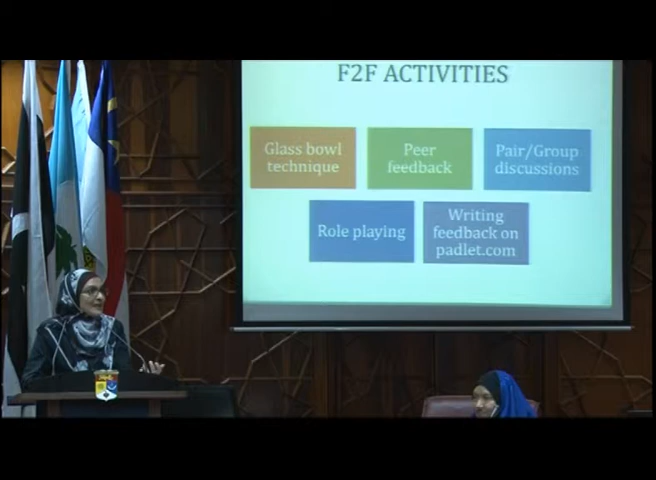 F2F ACTIVITIES
Glass bowl
technique
Peer
feedback
Pair/Group
discussions
Role playing
Writing
feedback on
padlet.com